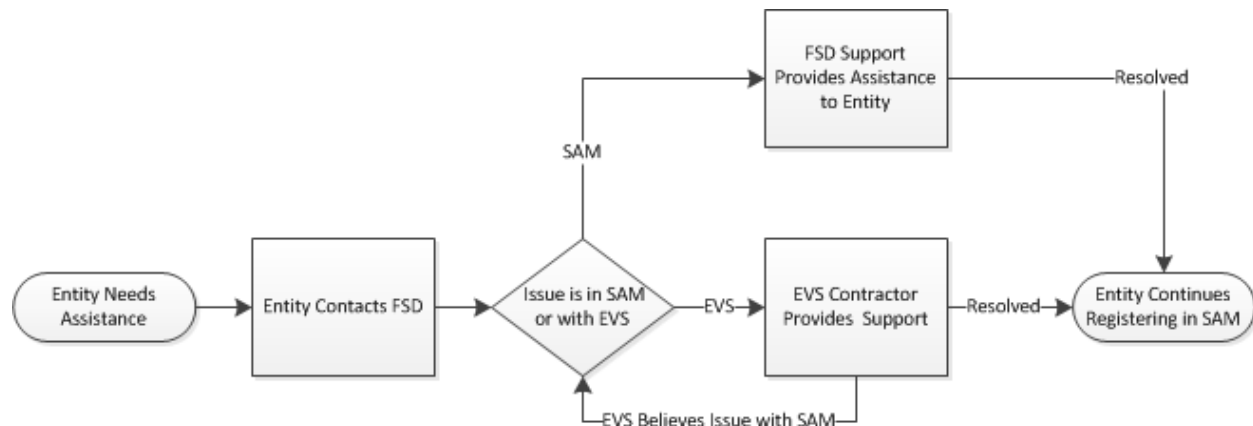 FSD Support
Provides Assistance
to Entity
Resolved
SAM
Entity Needs
Assistance
Entity Contacts FSD
Issue is in SAM
or with EVS
EVS
EVS Contractor
Provides Support
Resolved
Entity Continues
Registering in SAM
EVS Believes Issue with SAM